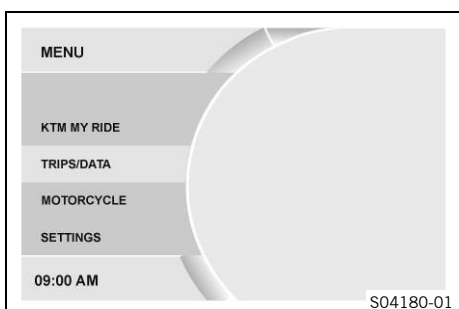 MENU
KTM MY RIDE
TRIPS/DATA
MOTORCYCLE
SETTINGS
09:00 AM
S04180-01